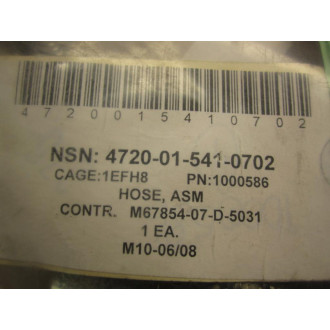 4720015410702
NSN: 4720-01-541-0702
CAGE:1EFH8 PN:1000586
HOSE, ASM
CONTR. M67854-07-D-5031
1 EA.
M10-06/08